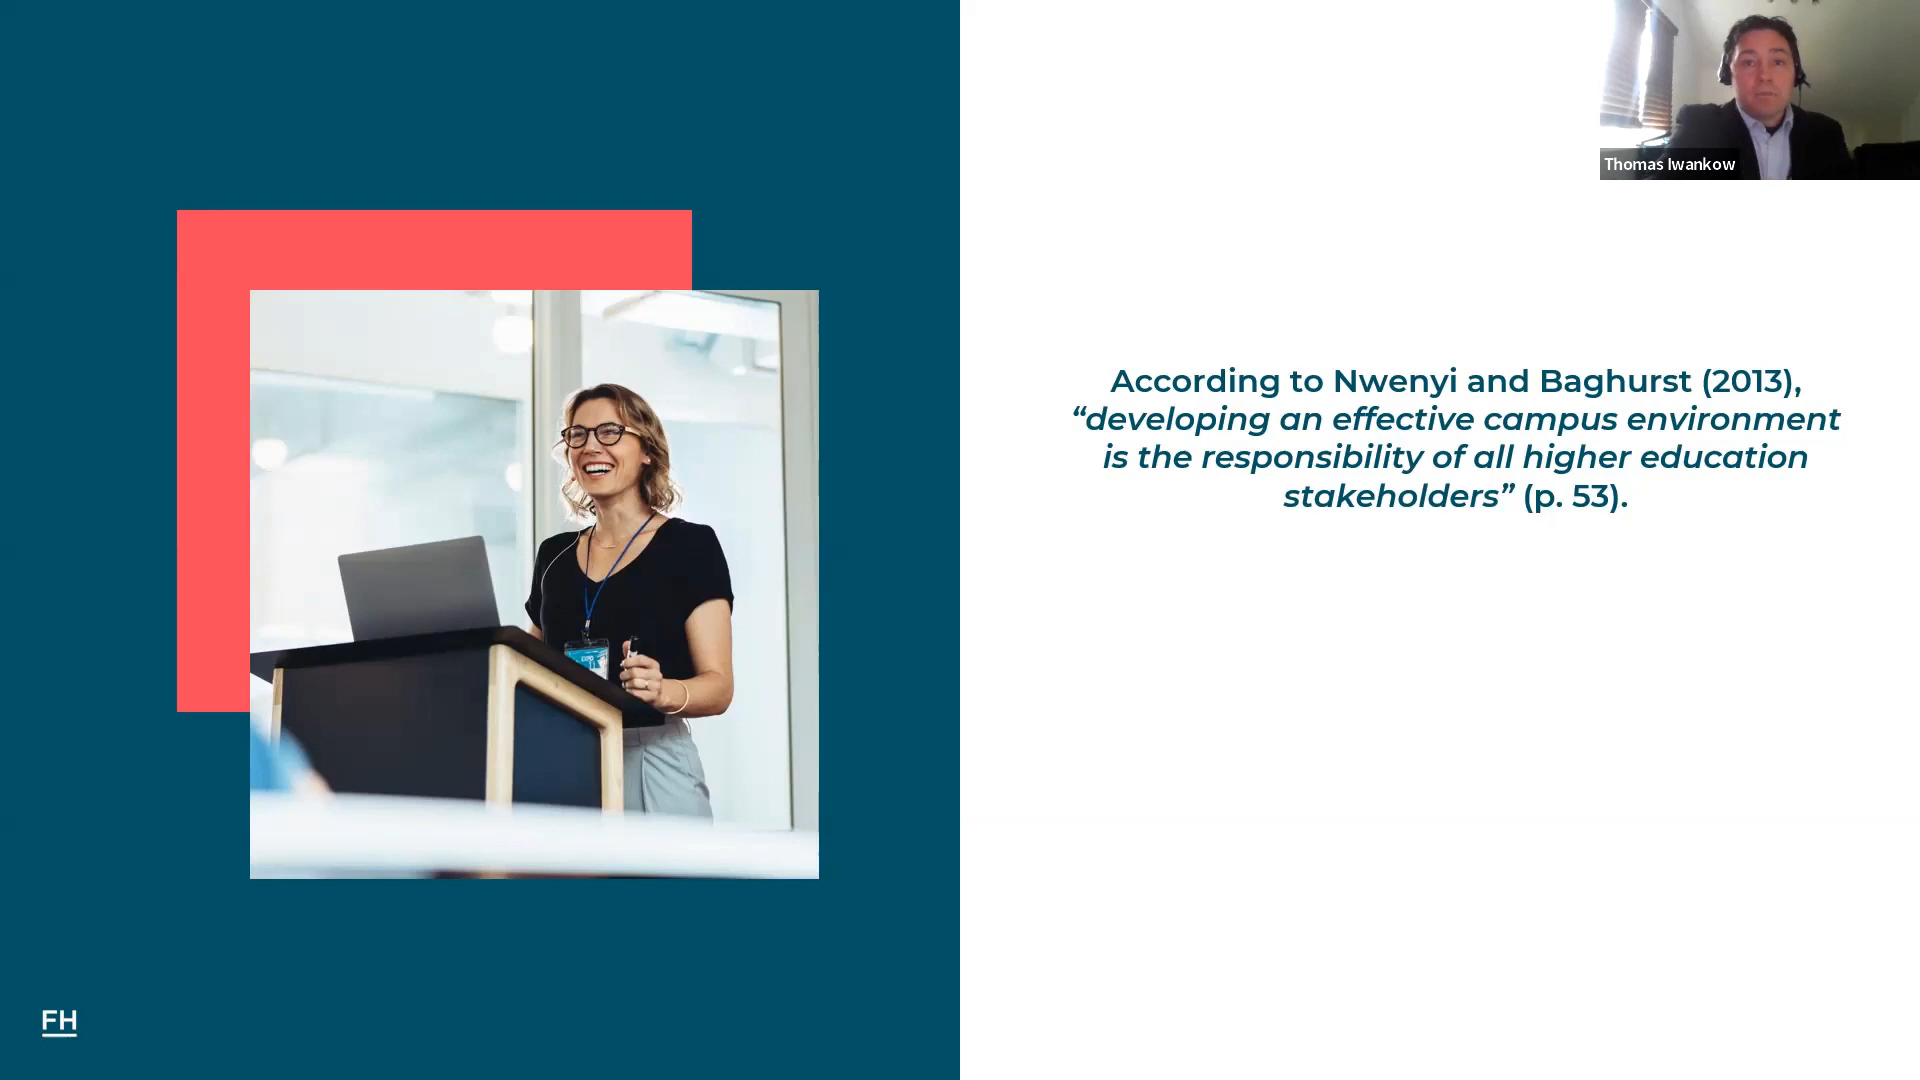 Thomas Iwankow
According to Nwenyi and Baghurst (2013),
“developing an effective campus environment
is the responsibility of all higher education
stakeholders” (p. 53).
EXPO
FH